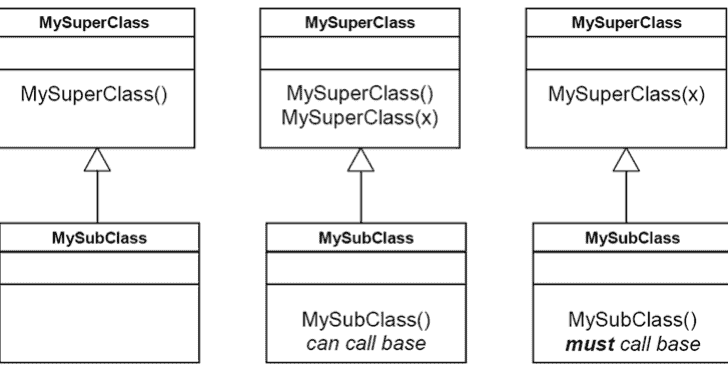 MySuperClass
MySuperClass()
MySubClass
MySuperClass
MySuperClass()
MySuperClass(x)
MySubClass
MySubClass()
can call base
MySuperClass
MySuperClass(x)
MySubClass
MySubClass()
must call base